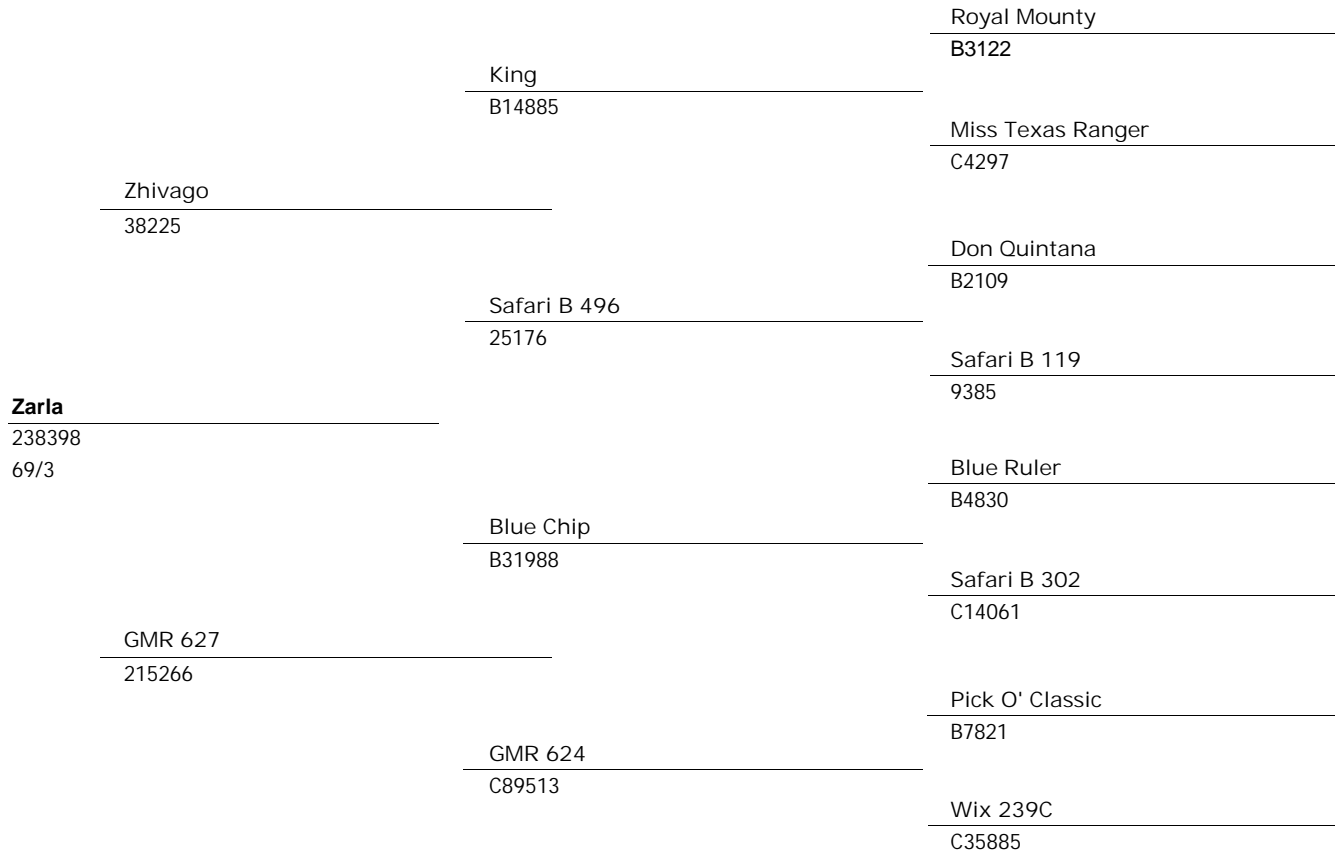 Royal Mounty
B3122
King
B14885
Miss Texas Ranger
C4297
Zhivago
38225
Don Quintana
B2109
Safari B 496
25176
Safari B 119
9385
Zarla
238398
69/3
Blue Ruler
B4830
Blue Chip
B31988
Safari B 302
C14061
GMR 627
215266
Pick O' Classic
B7821
GMR 624
C89513
Wix 239C
C35885